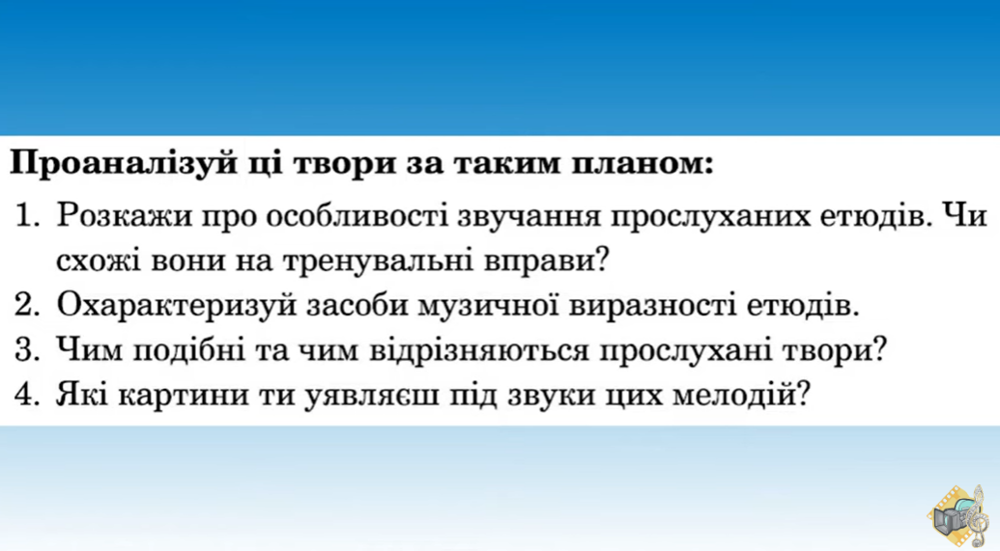 Проаналізуй ці твори за таким планом:
1. Розкажи про особливості звучання прослуханих етюдів. Чи
схожі вони на тренувальні вправи?
2. Охарактеризуй засоби музичної виразності етюдів.
3. Чим подібні та чим відрізняються прослухані твори?
4. Які картини ти уявляєш під звуки цих мелодій?